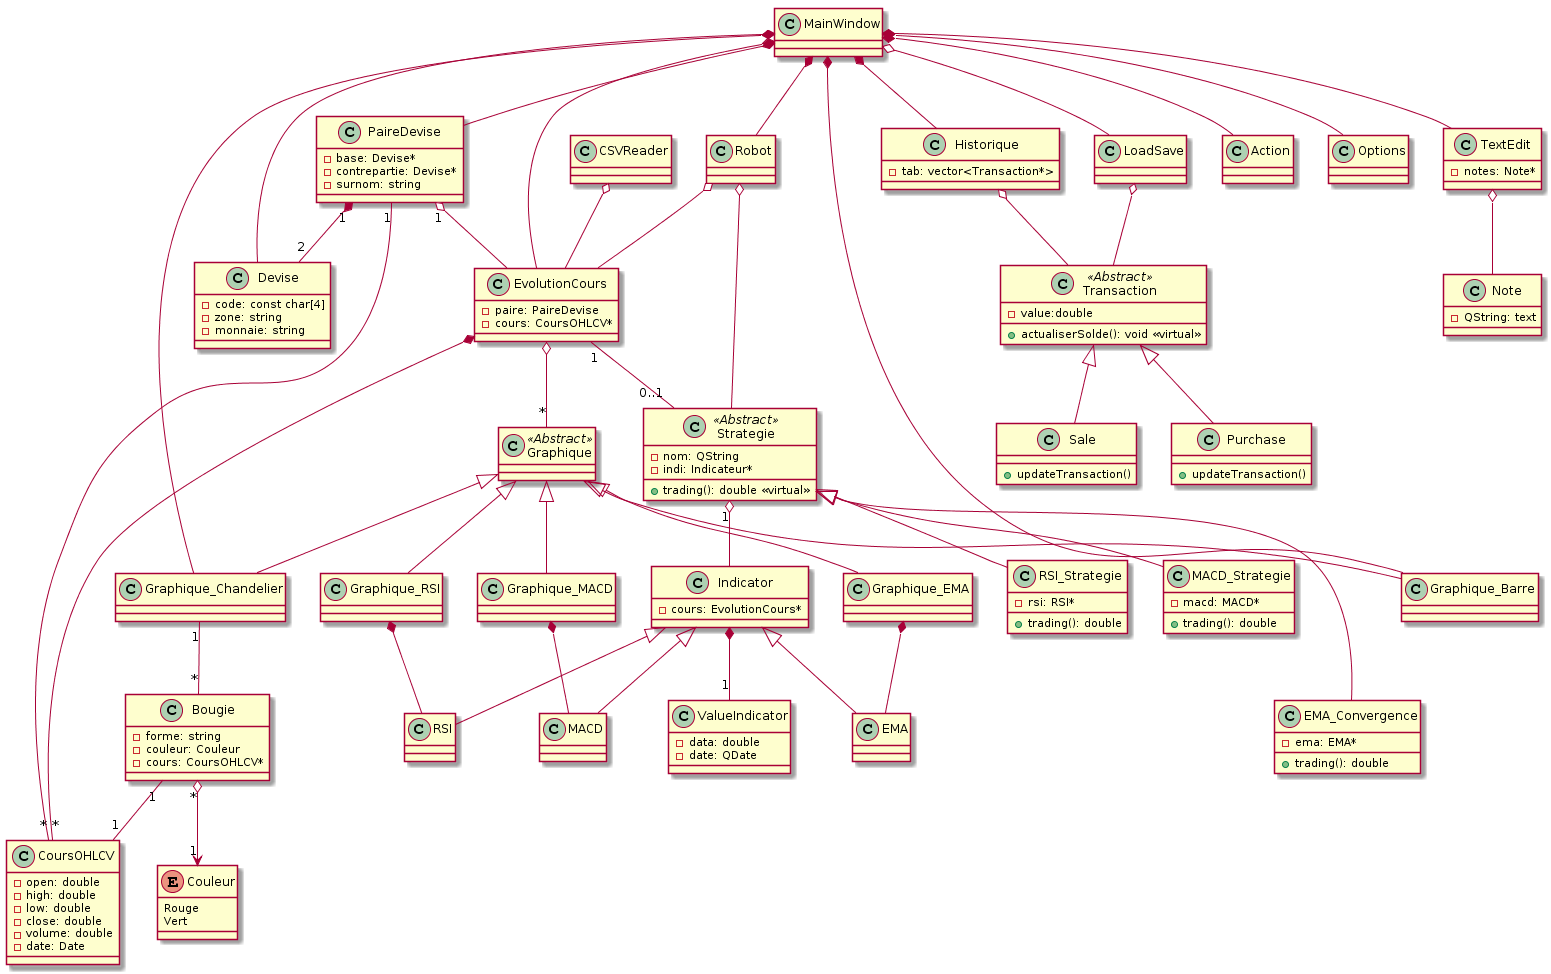 C MainWindow
C PaireDevise
base: Devise*
contrepartie: Devise*
surnom: string
C CSVReader
C Robot
C Historique
tab: vector<Transaction*>
C LoadSave
C Action
C Options
C TextEdit
notes: Note*
1
1
1
2
C Devise
code: const char[4]
zone: string
monnaie: string
C EvolutionCours
paire: PaireDevise
cours: CoursOHLCV*
C «Abstract»
Transaction
value:double
actualiserSolde(): void «virtual»
C Note
QString: text
1
0..1
*
C «Abstract»
Graphique
C «Abstract»
Strategie
nom: QString
indi: Indicateur*
trading(): double «virtual»
C Sale
updateTransaction()
C Purchase
updateTransaction()
1
C Graphique_Chandelier
C Graphique_RSI
C Graphique_MACD
C Indicator
cours: EvolutionCours*
C Graphique_EMA
C RSI_Strategie
rsi: RSI*
trading(): double
C MACD_Strategie
macd: MACD*
trading(): double
C Graphique_Barre
1
*
1
C Bougie
forme: string
couleur: Couleur
cours: CoursOHLCV*
C RSI
C MACD
C ValueIndicator
data: double
date: QDate
C EMA
C EMA_Convergence
ema: EMA*
trading(): double
1
*
*
*
1
1
C CoursOHLCV
open: double
high: double
low: double
close: double
volume: double
date: Date
E Couleur
Rouge
Vert